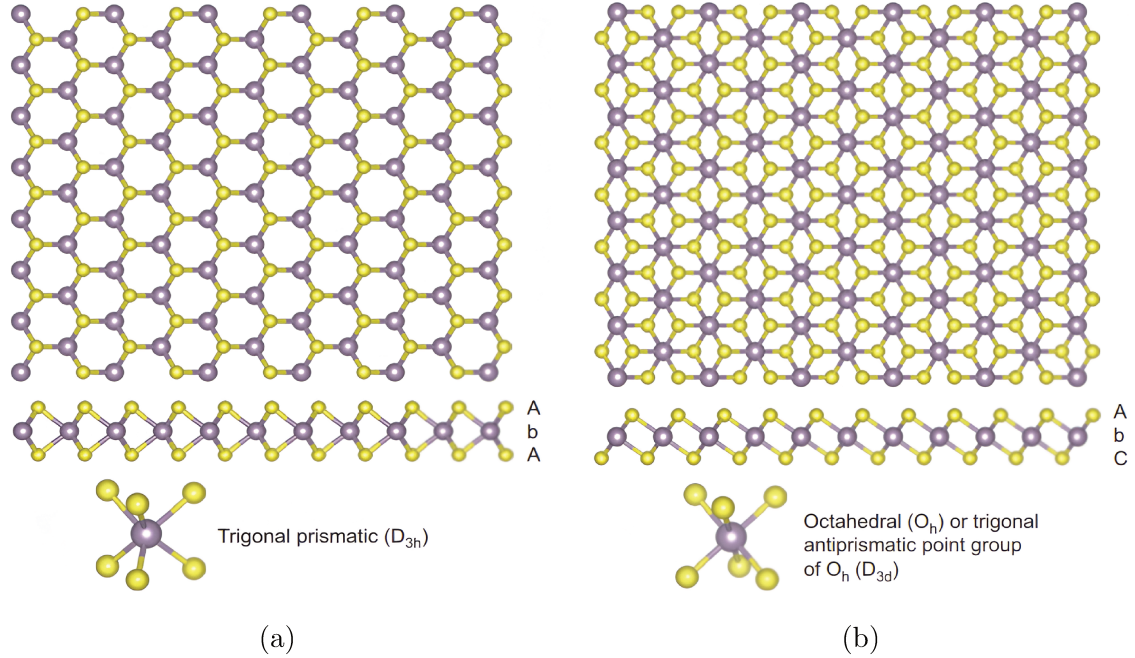 A
b
A
Trigonal prismatic (D3h)
(a)
A
b
C
Octahedral (Oh) or trigonal
antiprismatic point group
of Oh (D3d)
(b)